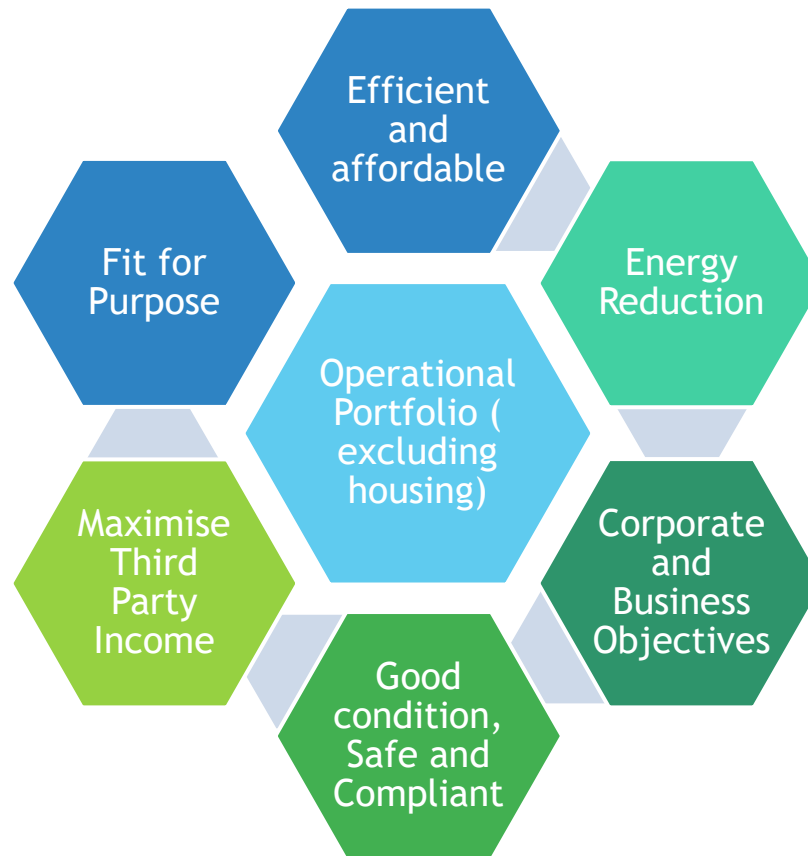 Efficient
and
affordable
Fit for
Purpose
Energy
Reduction
Operational
Portfolio (
excluding
housing)
Maximise
Third
Party
Income
Corporate
and
Business
Objectives
Good
condition,
Safe and
Compliant